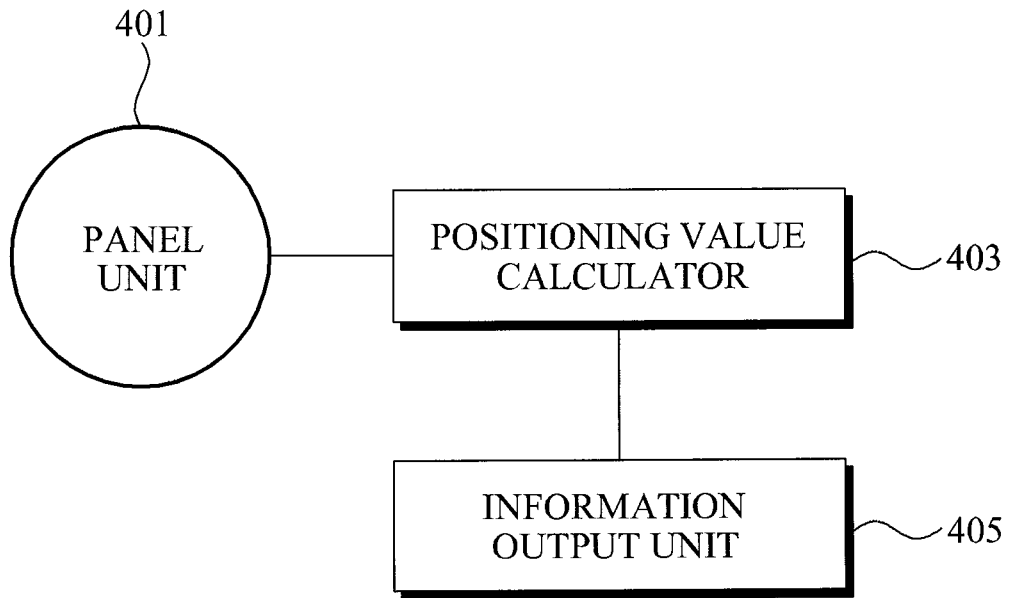 401
PANEL
UNIT
POSITIONING VALUE
CALCULATOR
403
INFORMATION
OUTPUT UNIT
405